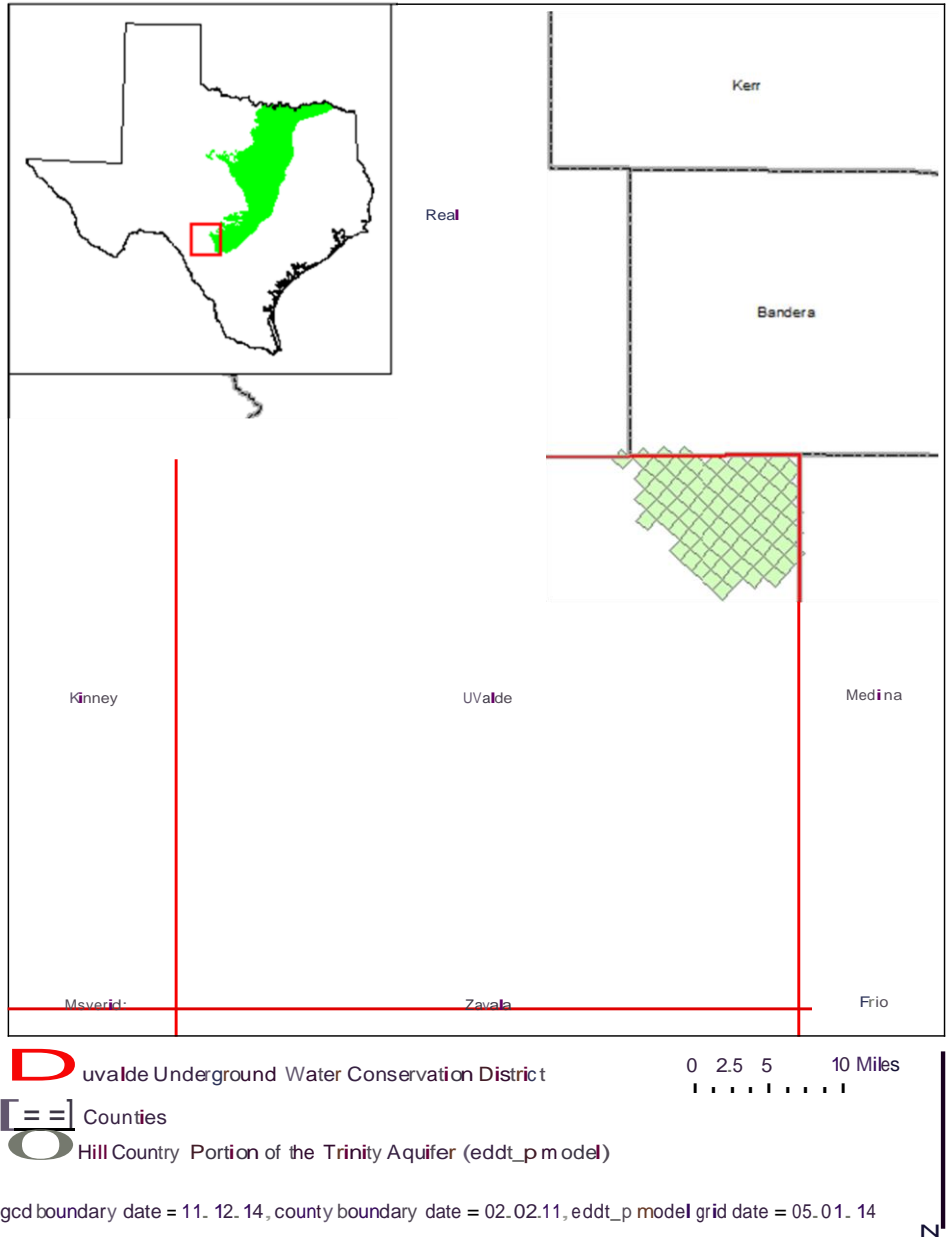 Kerr
Real
Bandera
Kinney
UValde
Medina
Msverid:
Zavala
Frio
Duvalde Underground Water Conservation District
0 2.5 5 10 Miles
[==] Counties
O Hill Country Portion of the Trinity Aquifer (eddt_p model)
gcd boundary date = 11.12.14, county boundary date = 02.02.11, eddt_p model grid date = 05.01.14
N